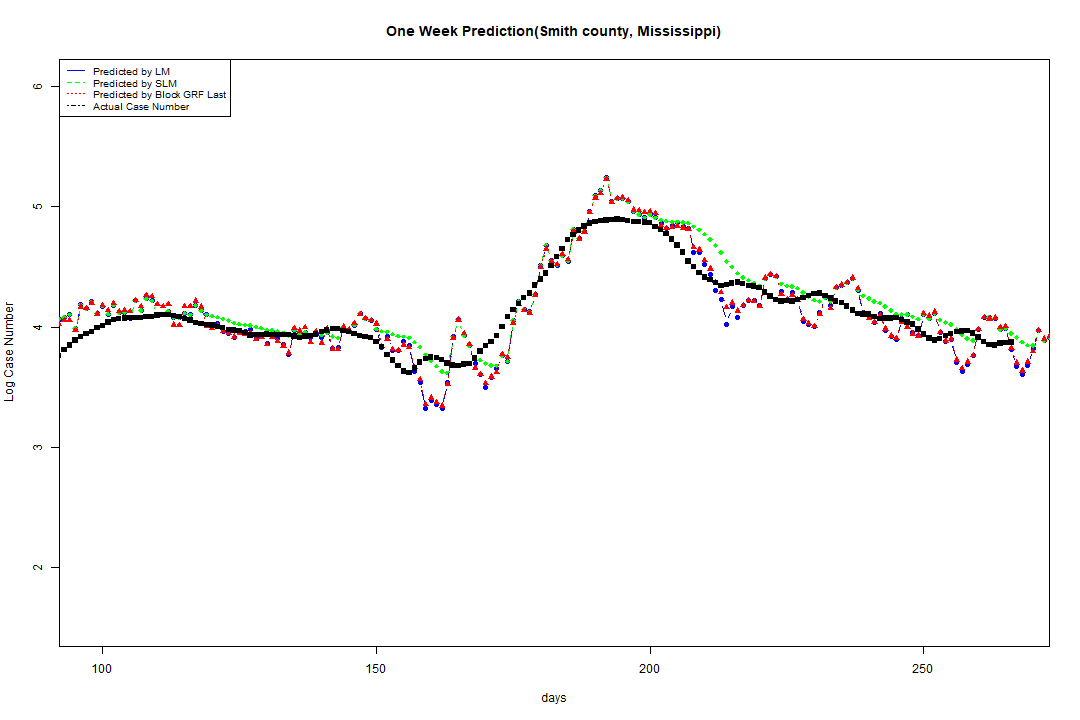 One Week Prediction(Smith county, Mississippi)
Predicted by LM
Predicted by SLM
Predicted by Block GRF Last
Actual Case Number
6
5
4
3
2
Log Case Number
100 150 200 250
days